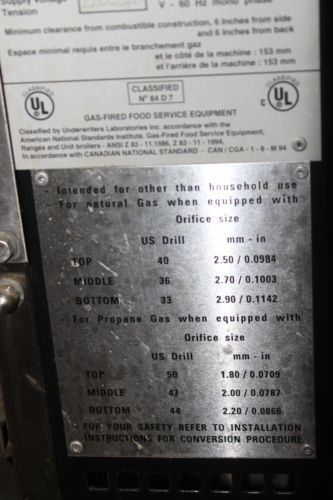 Supply voltage
Tension
V - 60 Hz mono phase
Minimum clearance from combustible construction, 6 inches from side
and 6 inches from back
Espace minimal requis entre le branchement gaz
et le côté de la machine : 153 mm
et l'arrière de la machine : 153 mm
UL
CLASSIFIED
N° 84 D 7
C UL
GAS-FIRED FOOD SERVICE EQUIPMENT
Classified by Underwriters Laboratories Inc. in accordance with the
American National Standards Institute. Gas-Fired Food Service Equipment,
Ranges and Unit broilers - ANSI Z 83 - 11.1986, Z 83 - 11 - 1994,
In accordance with CANADIAN NATIONAL STANDARD - CAN / CGA - 1 - 8 - M 94
- Intended for other than household use
- For natural Gas when equipped with
Orifice size
US Drill mm - in
TOP 40 2.50 / 0.0984
MIDDLE 36 2.70 / 0.1003
BOTTOM 33 2.90 / 0.1142
- For Propane Gas when equipped with
Orifice size
US Drill mm - in
TOP 50 1.80 / 0.0709
MIDDLE 47 2.00 / 0.0787
BOTTOM 44 2.20 / 0.0866
- FOR YOUR SAFETY REFER TO INSTALLATION
INSTRUCTIONS FOR CONVERSION PROCEDURE